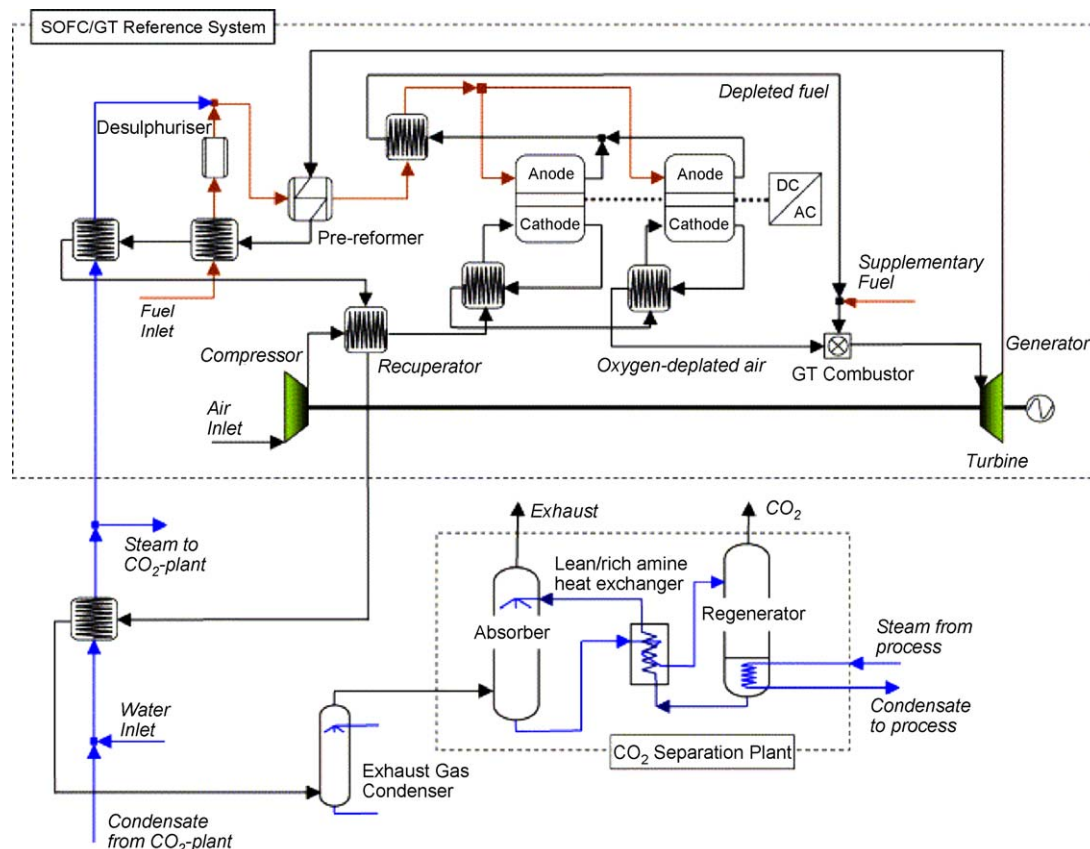 SOFC/GT Reference System
Depleted fuel
Desulphuriser
Anode
Anode
DC
AC
Cathode
Cathode
Pre-reformer
Supplementary
Fuel
Fuel
Inlet
Compressor
Recuperator
Oxygen-deplated air
GT Combustor
Generator
Air
Inlet
Turbine
Exhaust
CO2
Steam to
CO2-plant
Lean/rich amine
heat exchanger
Absorber
Regenerator
Steam from
process
Condensate
to process
Water
Inlet
CO2 Separation Plant
Exhaust Gas
Condenser
Condensate
from CO2-plant